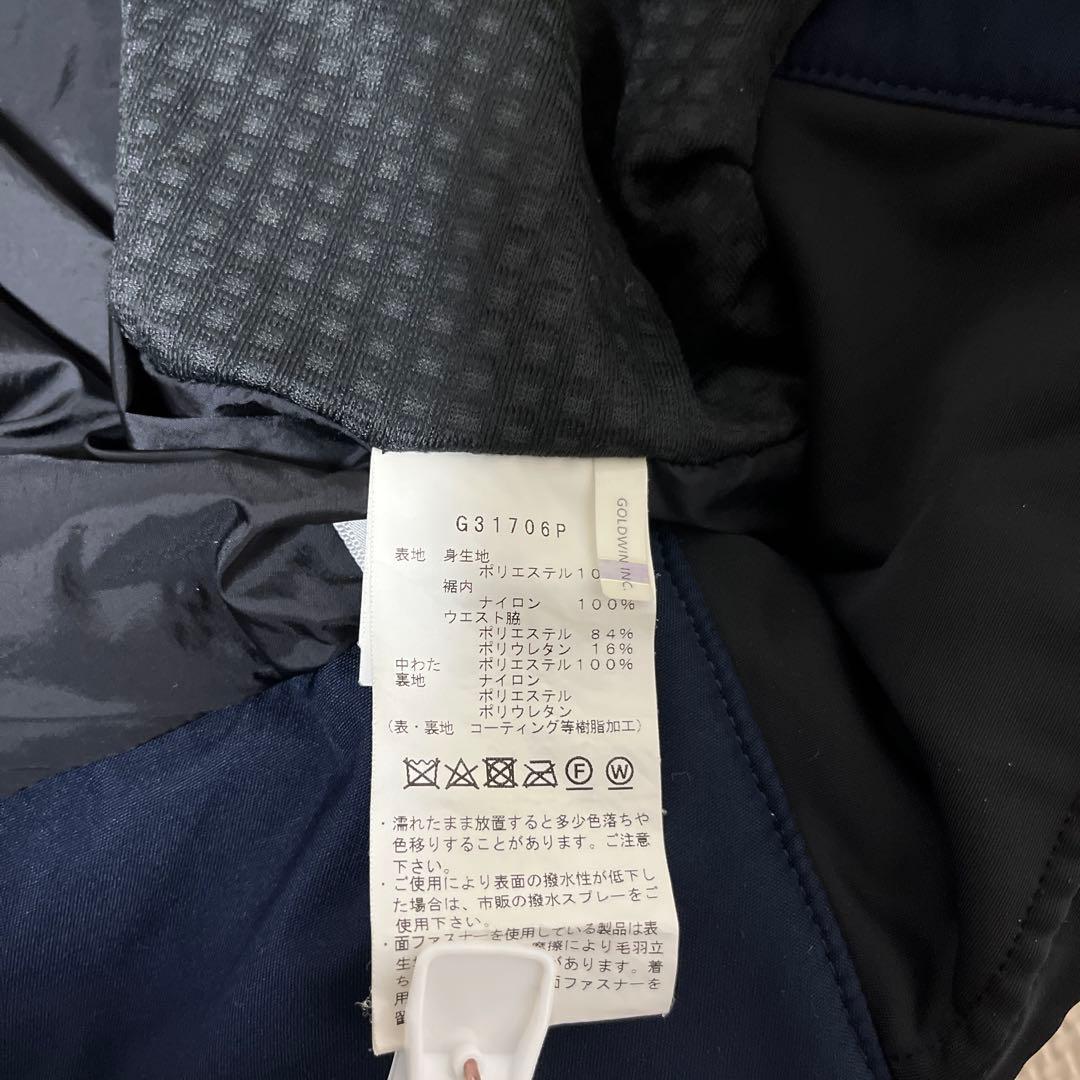 G31706P
GOLDWIN INC
表地 身生地
ポリエステル10
裾内
ナイロン 100%
ウエスト脇
ポリエステル 84%
ポリウレタン 16%
中わた ポリエステル100%
裏地 ナイロン
ポリエステル
ポリウレタン
(表・裏地 コーティング等樹脂加工)
F W
・濡れたまま放置すると多少色落ちや
色移りすることがあります。ご注意
下さい。
・ご使用により表面の撥水性が低下し
た場合は、市販の撥水スプレーをご
使用下さい。
・面ファスナーを使用している製品は表
生 摩擦により毛羽立
ち があります。着
用 面ファスナーを
留